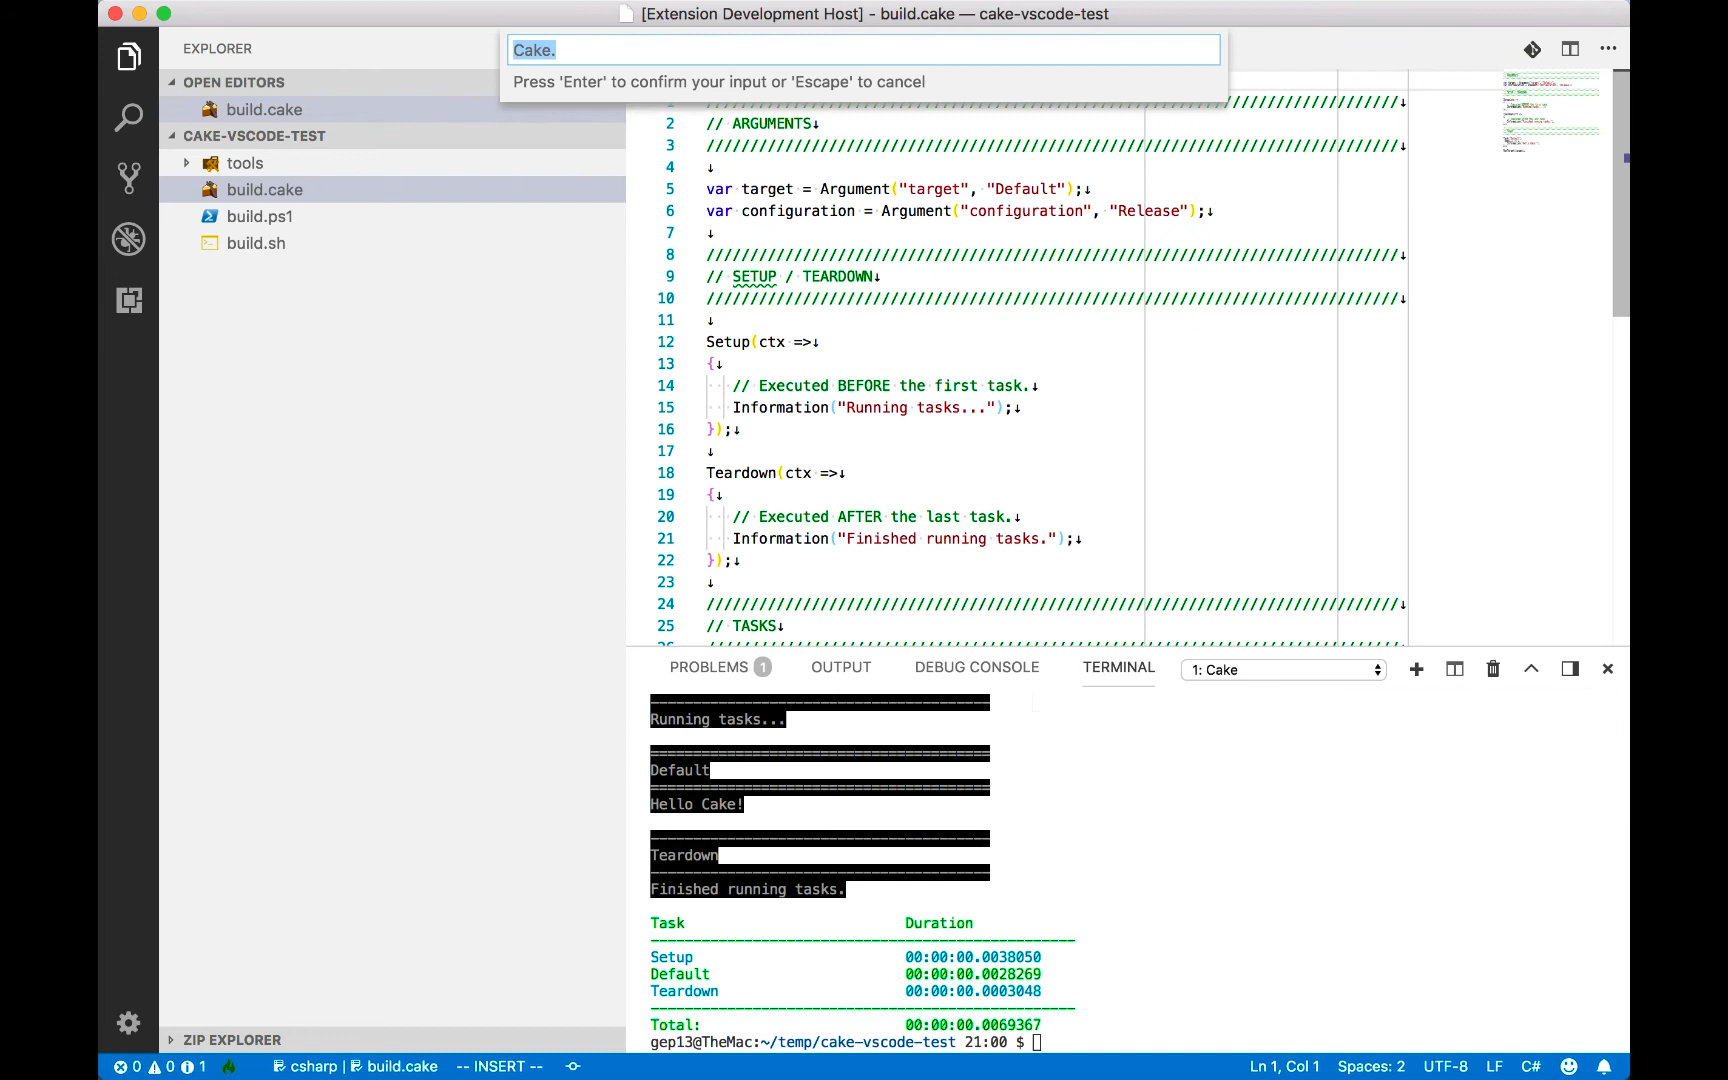 [Extension Development Host] - build.cake — cake-vscode-test
Cake.
Press 'Enter' to confirm your input or 'Escape' to cancel
EXPLORER
OPEN EDITORS
build.cake
CAKE-VSCODE-TEST
tools
build.cake
build.ps1
build.sh
ZIP EXPLORER
1 ///////////////////////////////////////////////////////////////////////////////↓
2 // ARGUMENTS↓
3 ///////////////////////////////////////////////////////////////////////////////↓
4 ↓
5 var target = Argument("target", "Default");↓
6 var configuration = Argument("configuration", "Release");↓
7 ↓
8 ///////////////////////////////////////////////////////////////////////////////↓
9 // SETUP / TEARDOWN↓
10 ///////////////////////////////////////////////////////////////////////////////↓
11 ↓
12 Setup(ctx =>↓
13 {↓
14 // Executed BEFORE the first task.↓
15 Information("Running tasks...");↓
16 });↓
17 ↓
18 Teardown(ctx =>↓
19 {↓
20 // Executed AFTER the last task.↓
21 Information("Finished running tasks.");↓
22 });↓
23 ↓
24 ///////////////////////////////////////////////////////////////////////////////↓
25 // TASKS↓
PROBLEMS 1 OUTPUT DEBUG CONSOLE TERMINAL 1: Cake
========================================
Running tasks...
========================================
Default
========================================
Hello Cake!
----------------------------------------
Teardown
----------------------------------------
Finished running tasks.
Task Duration
--------------------------------------------------
Setup 00:00:00.0038050
Default 00:00:00.0028269
Teardown 00:00:00.0003048
--------------------------------------------------
Total: 00:00:00.0069367
gep13@TheMac:~/temp/cake-vscode-test 21:00 $
0 0 1 csharp | build.cake -- INSERT -- Ln 1, Col 1 Spaces: 2 UTF-8 LF C#